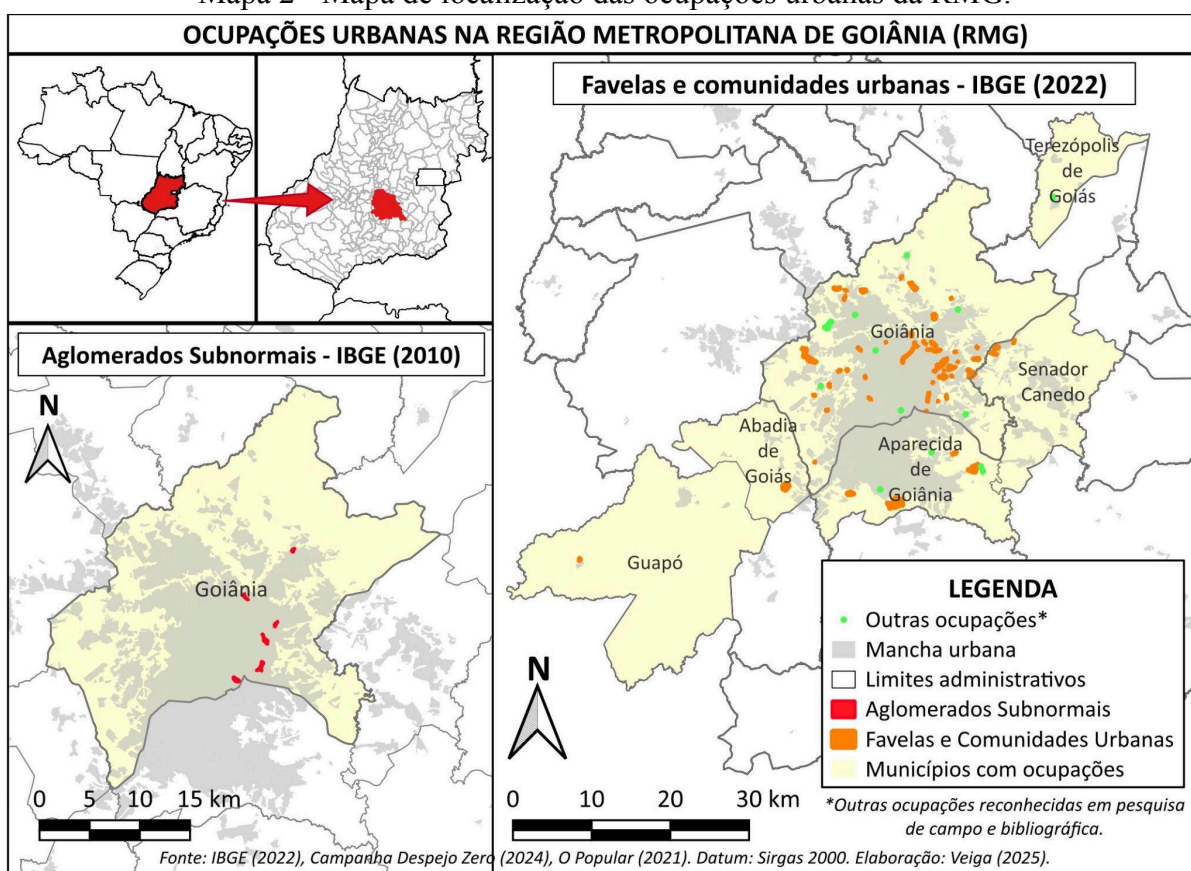 Mapa 2 - Mapa de localização das ocupações urbanas da RMG.
OCUPAÇÕES URBANAS NA REGIÃO METROPOLITANA DE GOIÂNIA (RMG)
Favelas e comunidades urbanas - IBGE (2022)
Terezópolis
de
Goiás
Goiânia
Senador
Canedo
Abadia
de
Goiás
Aparecida
de
Goiânia
Guapó
N
0 10 20 30 km
Aglomerados Subnormais - IBGE (2010)
N
Goiânia
0 5 10 15 km
LEGENDA
Outras ocupações*
Mancha urbana
Limites administrativos
Aglomerados Subnormais
Favelas e Comunidades Urbanas
Municípios com ocupações
*Outras ocupações reconhecidas em pesquisa
de campo e bibliográfica.
Fonte: IBGE (2022), Campanha Despejo Zero (2024), O Popular (2021). Datum: Sirgas 2000. Elaboração: Veiga (2025).